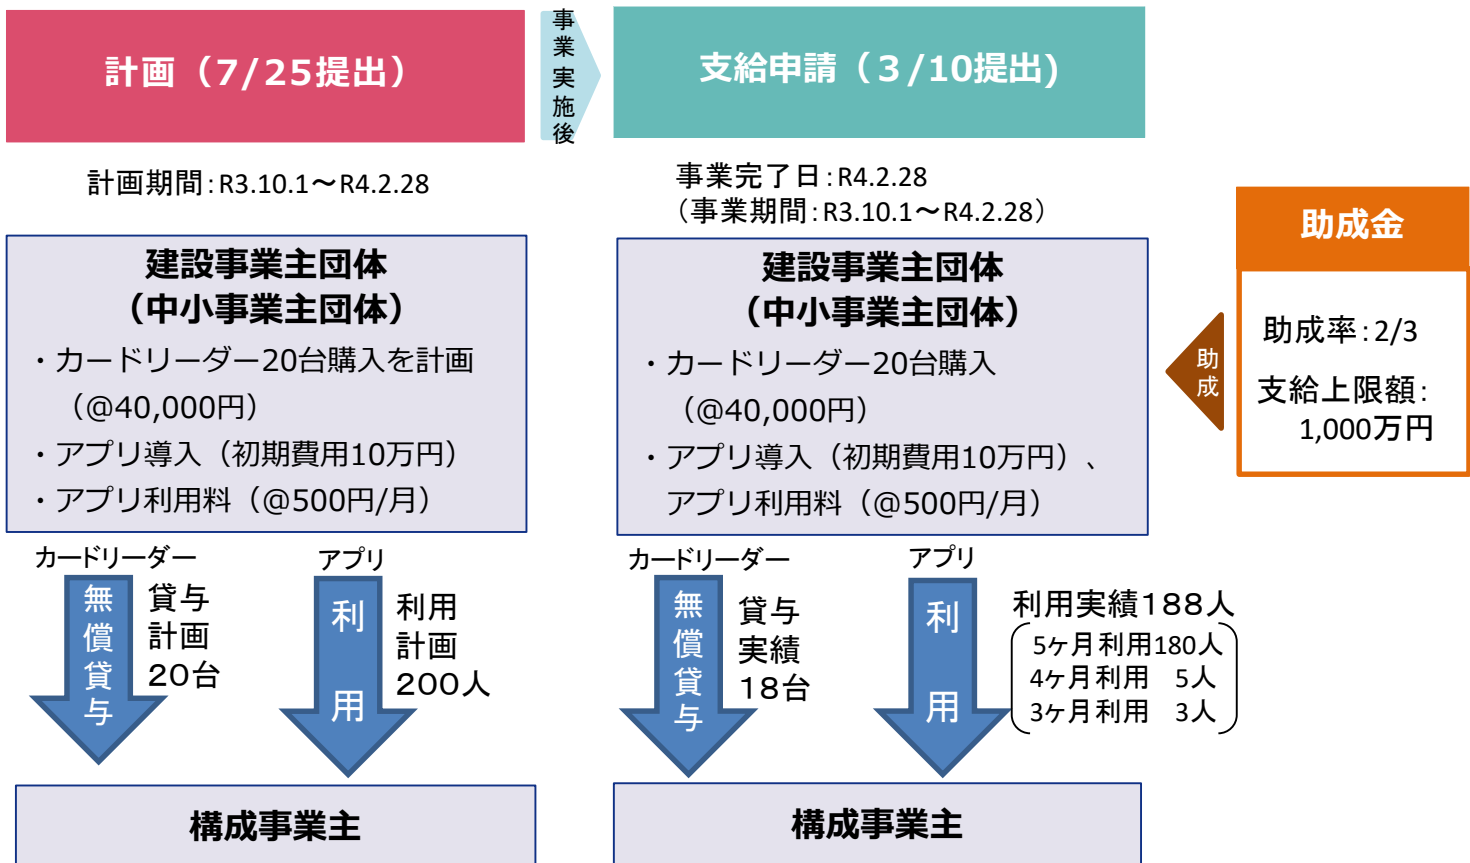 計画（7/25提出）
事業実施後
支給申請（３/10提出)
計画期間：R3.10.1～R4.2.28
事業完了日：R4.2.28
（事業期間：R3.10.1～R4.2.28）
建設事業主団体
（中小事業主団体）
・カードリーダー20台購入を計画
（@40,000円）
・アプリ導入（初期費用10万円）
・アプリ利用料（@500円/月）
建設事業主団体
（中小事業主団体）
・カードリーダー20台購入
（@40,000円）
・アプリ導入（初期費用10万円）、
アプリ利用料（@500円/月）
助成
助成金
助成率：2/3
支給上限額：
1,000万円
カードリーダー
無償貸与
貸与
計画
２０台
アプリ
利用
利用
計画
２００人
カードリーダー
無償貸与
貸与
実績
１８台
アプリ
利用
利用実績１８８人
5ヶ月利用180人
4ヶ月利用　5人
3ヶ月利用　3人
構成事業主
構成事業主